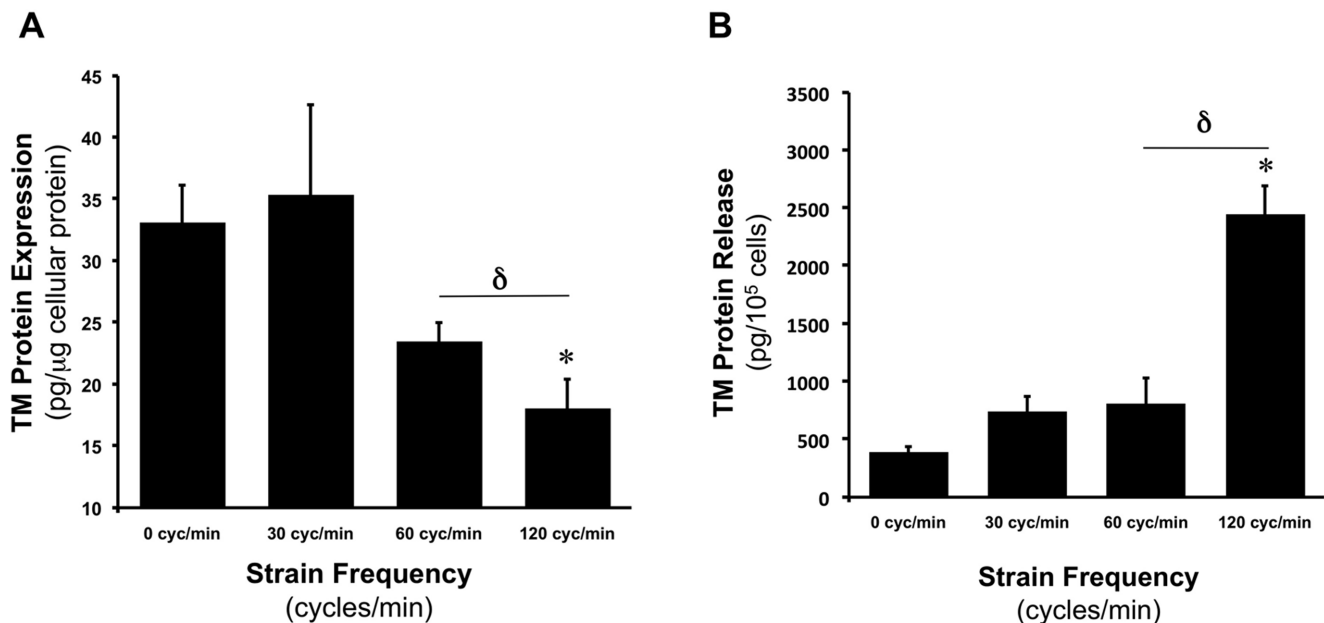 A
TM Protein Expression
(pg/μg cellular protein)
45
40
35
30
25
20
15
10
δ
*
0 cyc/min 30 cyc/min 60 cyc/min 120 cyc/min
Strain Frequency
(cycles/min)
B
TM Protein Release
(pg/10⁵ cells)
3500
3000
2500
2000
1500
1000
500
0
δ
*
0 cyc/min 30 cyc/min 60 cyc/min 120 cyc/min
Strain Frequency
(cycles/min)